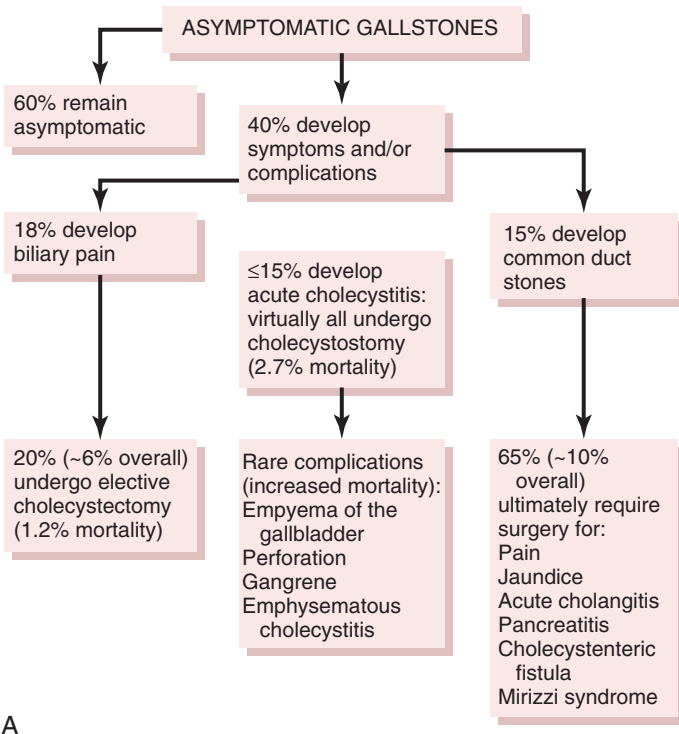 ASYMPTOMATIC GALLSTONES
60% remain
asymptomatic
40% develop
symptoms and/or
complications
18% develop
biliary pain
≤15% develop
acute cholecystitis:
virtually all undergo
cholecystostomy
(2.7% mortality)
15% develop
common duct
stones
20% (~6% overall)
undergo elective
cholecystectomy
(1.2% mortality)
Rare complications
(increased mortality):
Empyema of the
gallbladder
Perforation
Gangrene
Emphysematous
cholecystitis
65% (~10%
overall)
ultimately require
surgery for:
Pain
Jaundice
Acute cholangitis
Pancreatitis
Cholecystenteric
fistula
Mirizzi syndrome
A